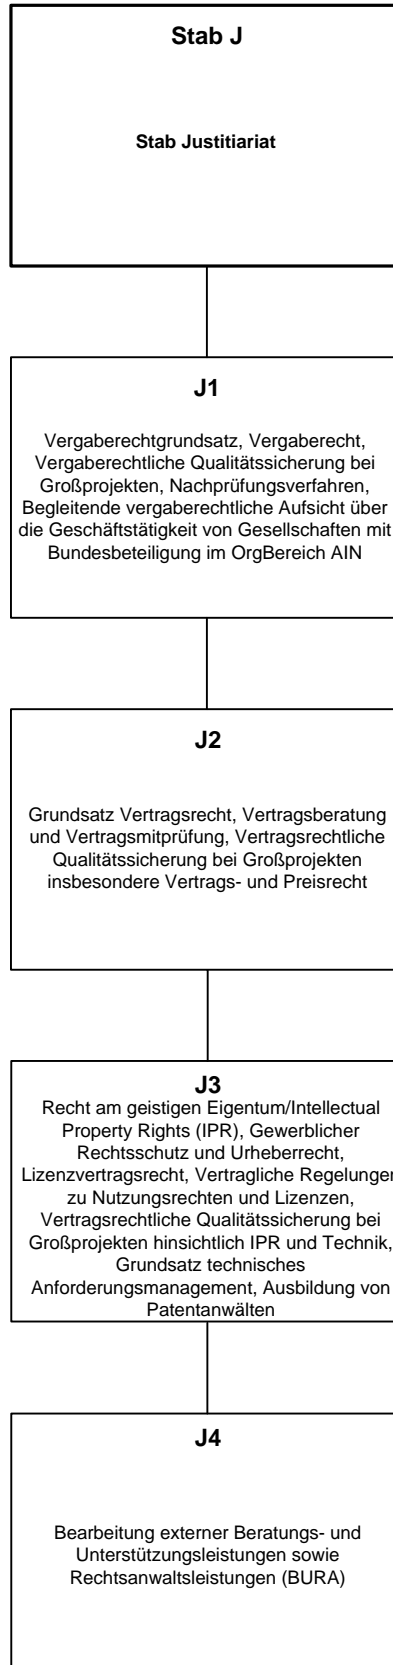 Stab J
Stab Justitiariat
J1
Vergaberechtgrundsatz, Vergaberecht,
Vergaberechtliche Qualitätssicherung bei
Großprojekten, Nachprüfungsverfahren,
Begleitende vergaberechtliche Aufsicht über
die Geschäftstätigkeit von Gesellschaften mit
Bundesbeteiligung im OrgBereich AIN
J2
Grundsatz Vertragsrecht, Vertragsberatung
und Vertragsmitprüfung, Vertragsrechtliche
Qualitätssicherung bei Großprojekten
insbesondere Vertrags- und Preisrecht
J3
Recht am geistigen Eigentum/Intellectual
Property Rights (IPR), Gewerblicher
Rechtsschutz und Urheberrecht,
Lizenzvertragsrecht, Vertragliche Regelungen
zu Nutzungsrechten und Lizenzen,
Vertragsrechtliche Qualitätssicherung bei
Großprojekten hinsichtlich IPR und Technik,
Grundsatz technisches
Anforderungsmanagement, Ausbildung von
Patentanwälten
J4
Bearbeitung externer Beratungs- und
Unterstützungsleistungen sowie
Rechtsanwaltsleistungen (BURA)